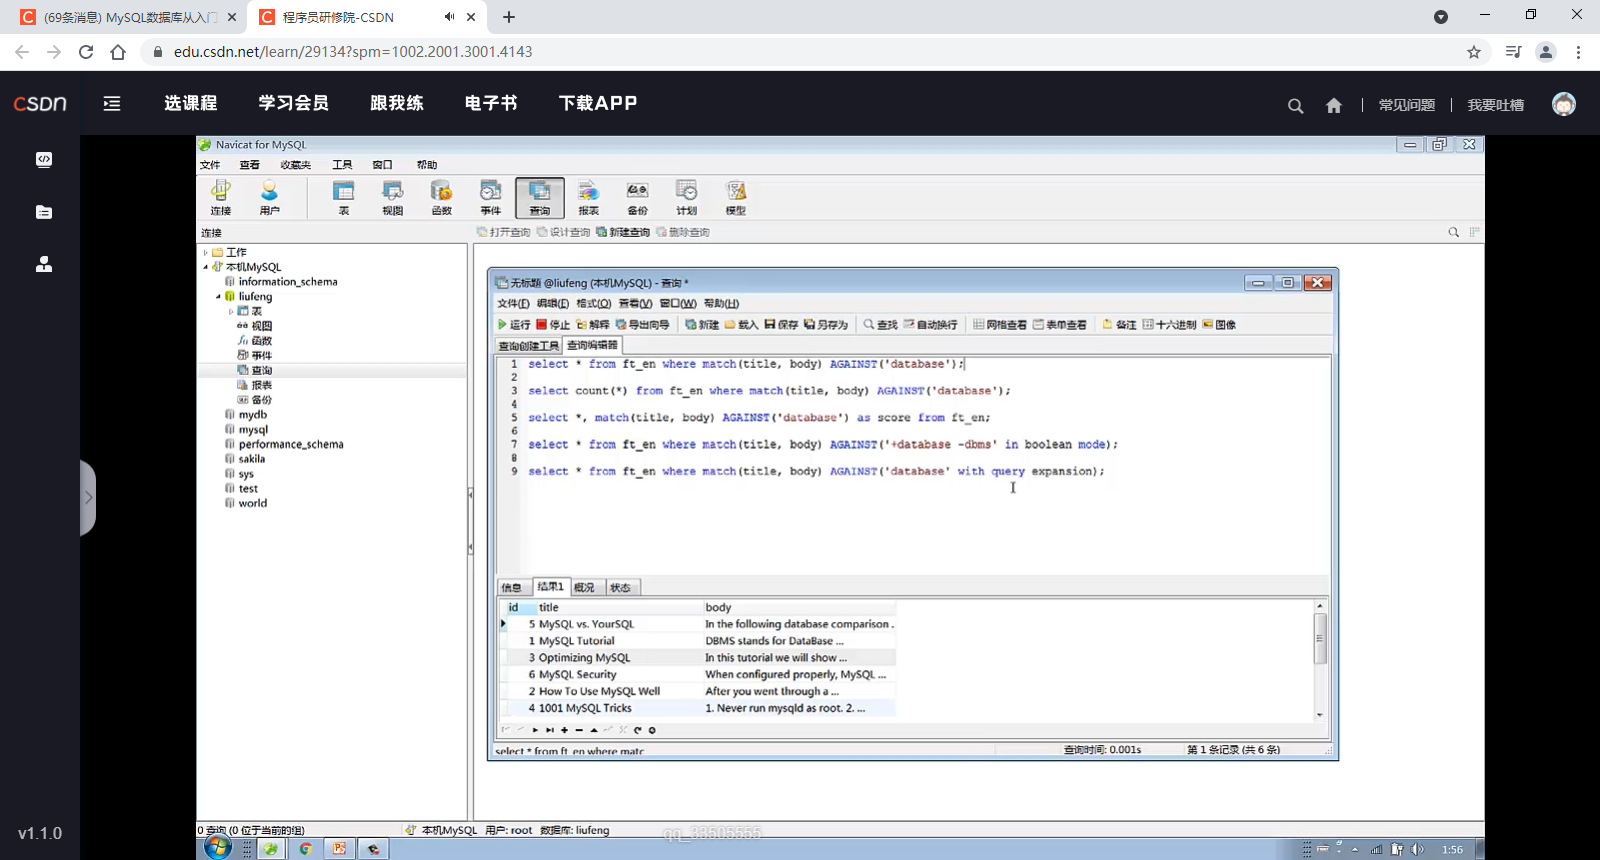 (69条消息) MySQL数据库从入门
程序员研修院-CSDN
edu.csdn.net/learn/29134?spm=1002.2001.3001.4143
CSDN
选课程 学习会员 跟我练 电子书 下载APP
常见问题 我要吐槽
Navicat for MySQL
文件 查看 收藏夹 工具 窗口 帮助
连接 用户 表 视图 函数 事件 查询 报表 备份 计划 模型
连接
打开查询 设计查询 新建查询 删除查询
工作
本机MySQL
information_schema
liufeng
表
视图
函数
事件
查询
报表
备份
mydb
mysql
performance_schema
sakila
sys
test
world
无标题 @liufeng (本机MySQL) - 查询 *
文件(F) 编辑(E) 格式(O) 查看(V) 窗口(W) 帮助(H)
运行 停止 解释 导出向导 新建 载入 保存 另存为 查找 自动换行 网格查看 表单查看 备注 十六进制 图像
查询创建工具 查询编辑器
1 select * from ft_en where match(title, body) AGAINST('database');
2
3 select count(*) from ft_en where match(title, body) AGAINST('database');
4
5 select *, match(title, body) AGAINST('database') as score from ft_en;
6
7 select * from ft_en where match(title, body) AGAINST('+database -dbms' in boolean mode);
8
9 select * from ft_en where match(title, body) AGAINST('database' with query expansion);
信息 结果1 概况 状态
id title body
5 MySQL vs. YourSQL In the following database comparison .
1 MySQL Tutorial DBMS stands for DataBase ...
3 Optimizing MySQL In this tutorial we will show ...
6 MySQL Security When configured properly, MySQL ...
2 How To Use MySQL Well After you went through a ...
4 1001 MySQL Tricks 1. Never run mysqld as root. 2. ...
select * from ft_en where matc 查询时间: 0.001s 第 1 条记录 (共 6 条)
0 查询 (0 位于当前的组) 本机MySQL 用户: root 数据库: liufeng
qq_33505555
v1.1.0
1:56